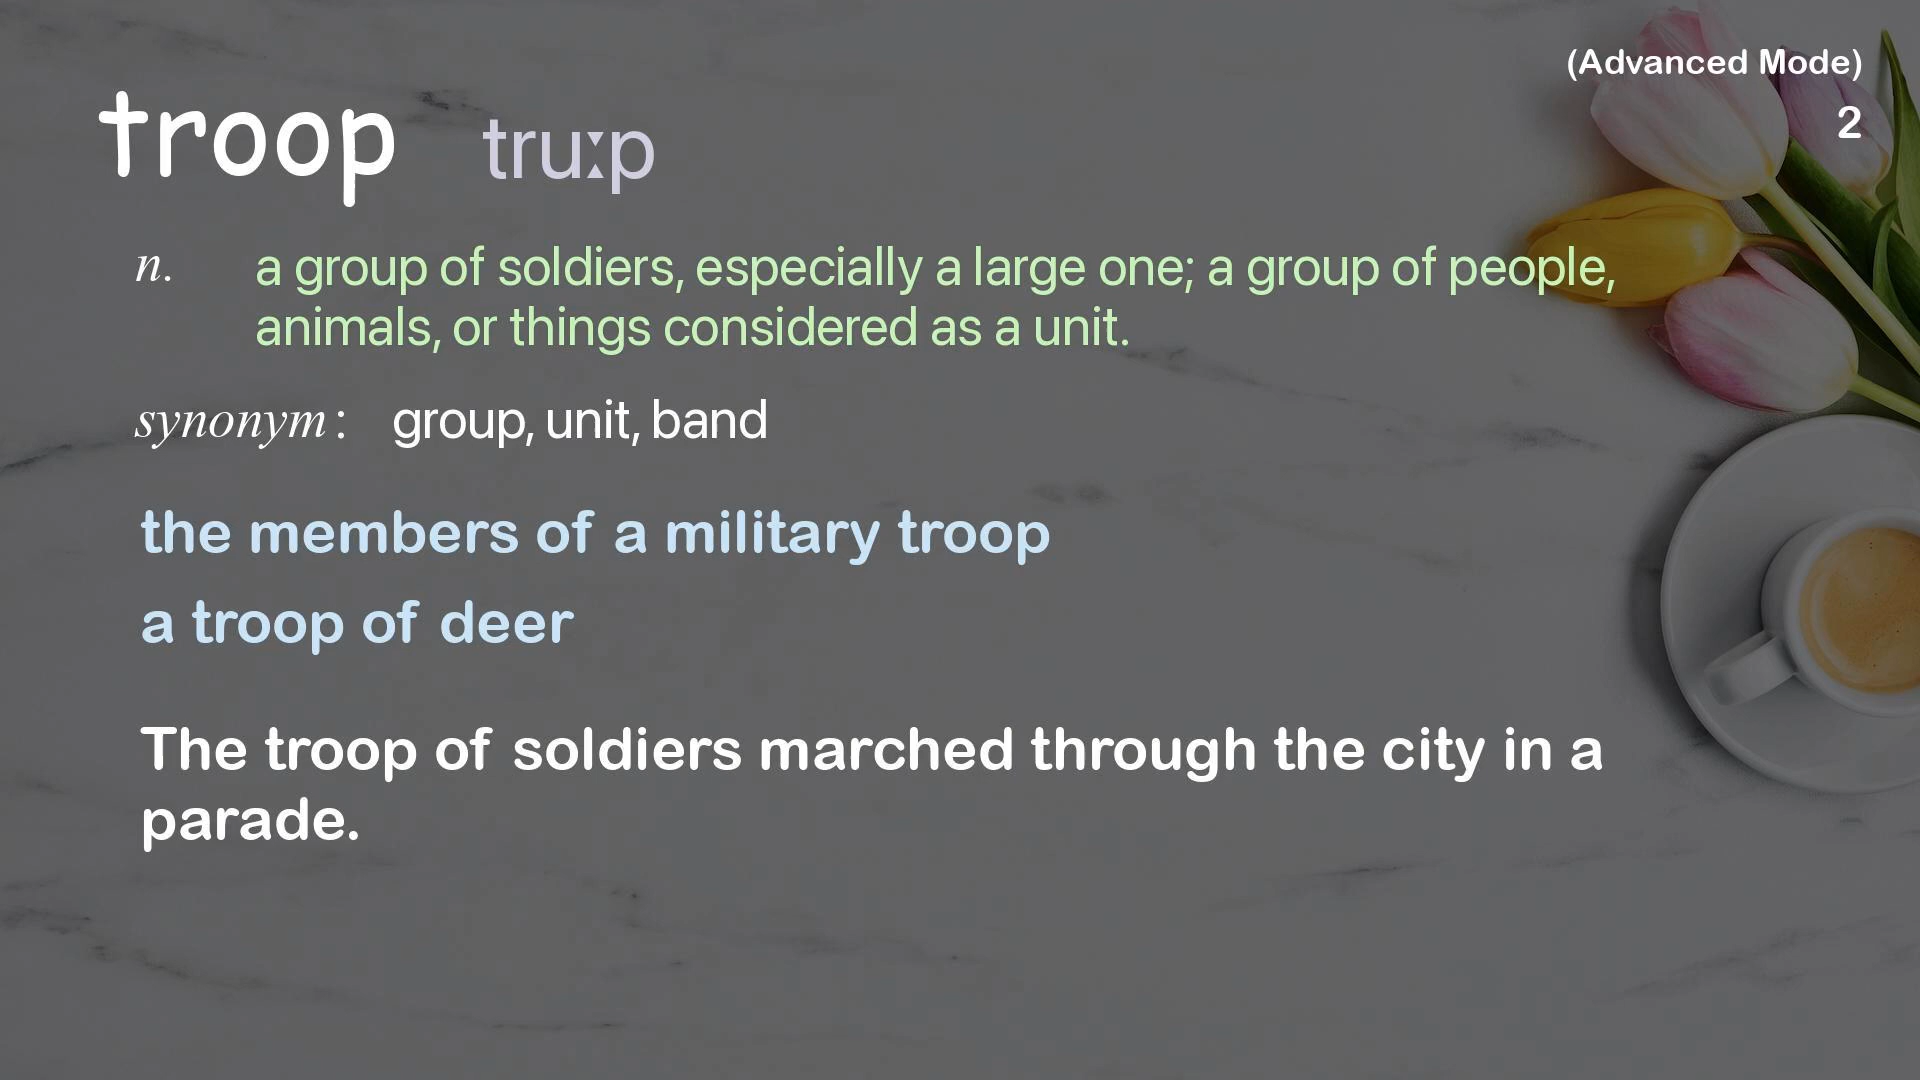 (Advanced Mode)
troop truːp
2
n. a group of soldiers, especially a large one; a group of people,
animals, or things considered as a unit.
synonym: group, unit, band
the members of a military troop
a troop of deer
The troop of soldiers marched through the city in a
parade.